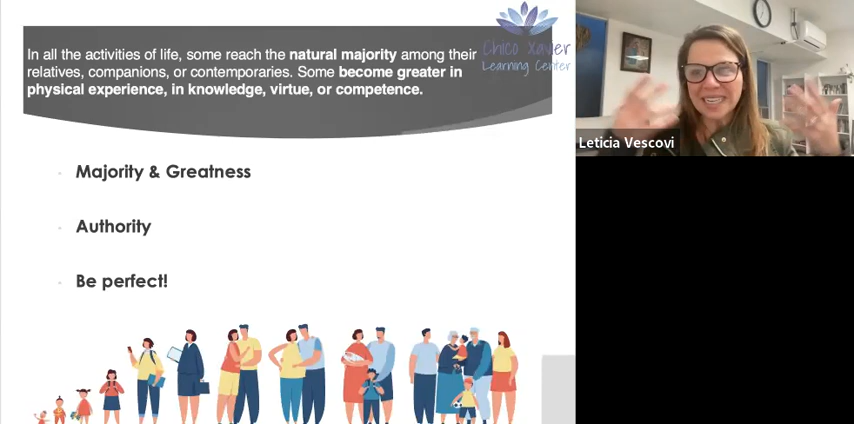 In all the activities of life, some reach the natural majority among their
relatives, companions, or contemporaries. Some become greater in
physical experience, in knowledge, virtue, or competence.
Chico Xavier
Learning Center
Majority & Greatness
Authority
Be perfect!
Leticia Vescovi